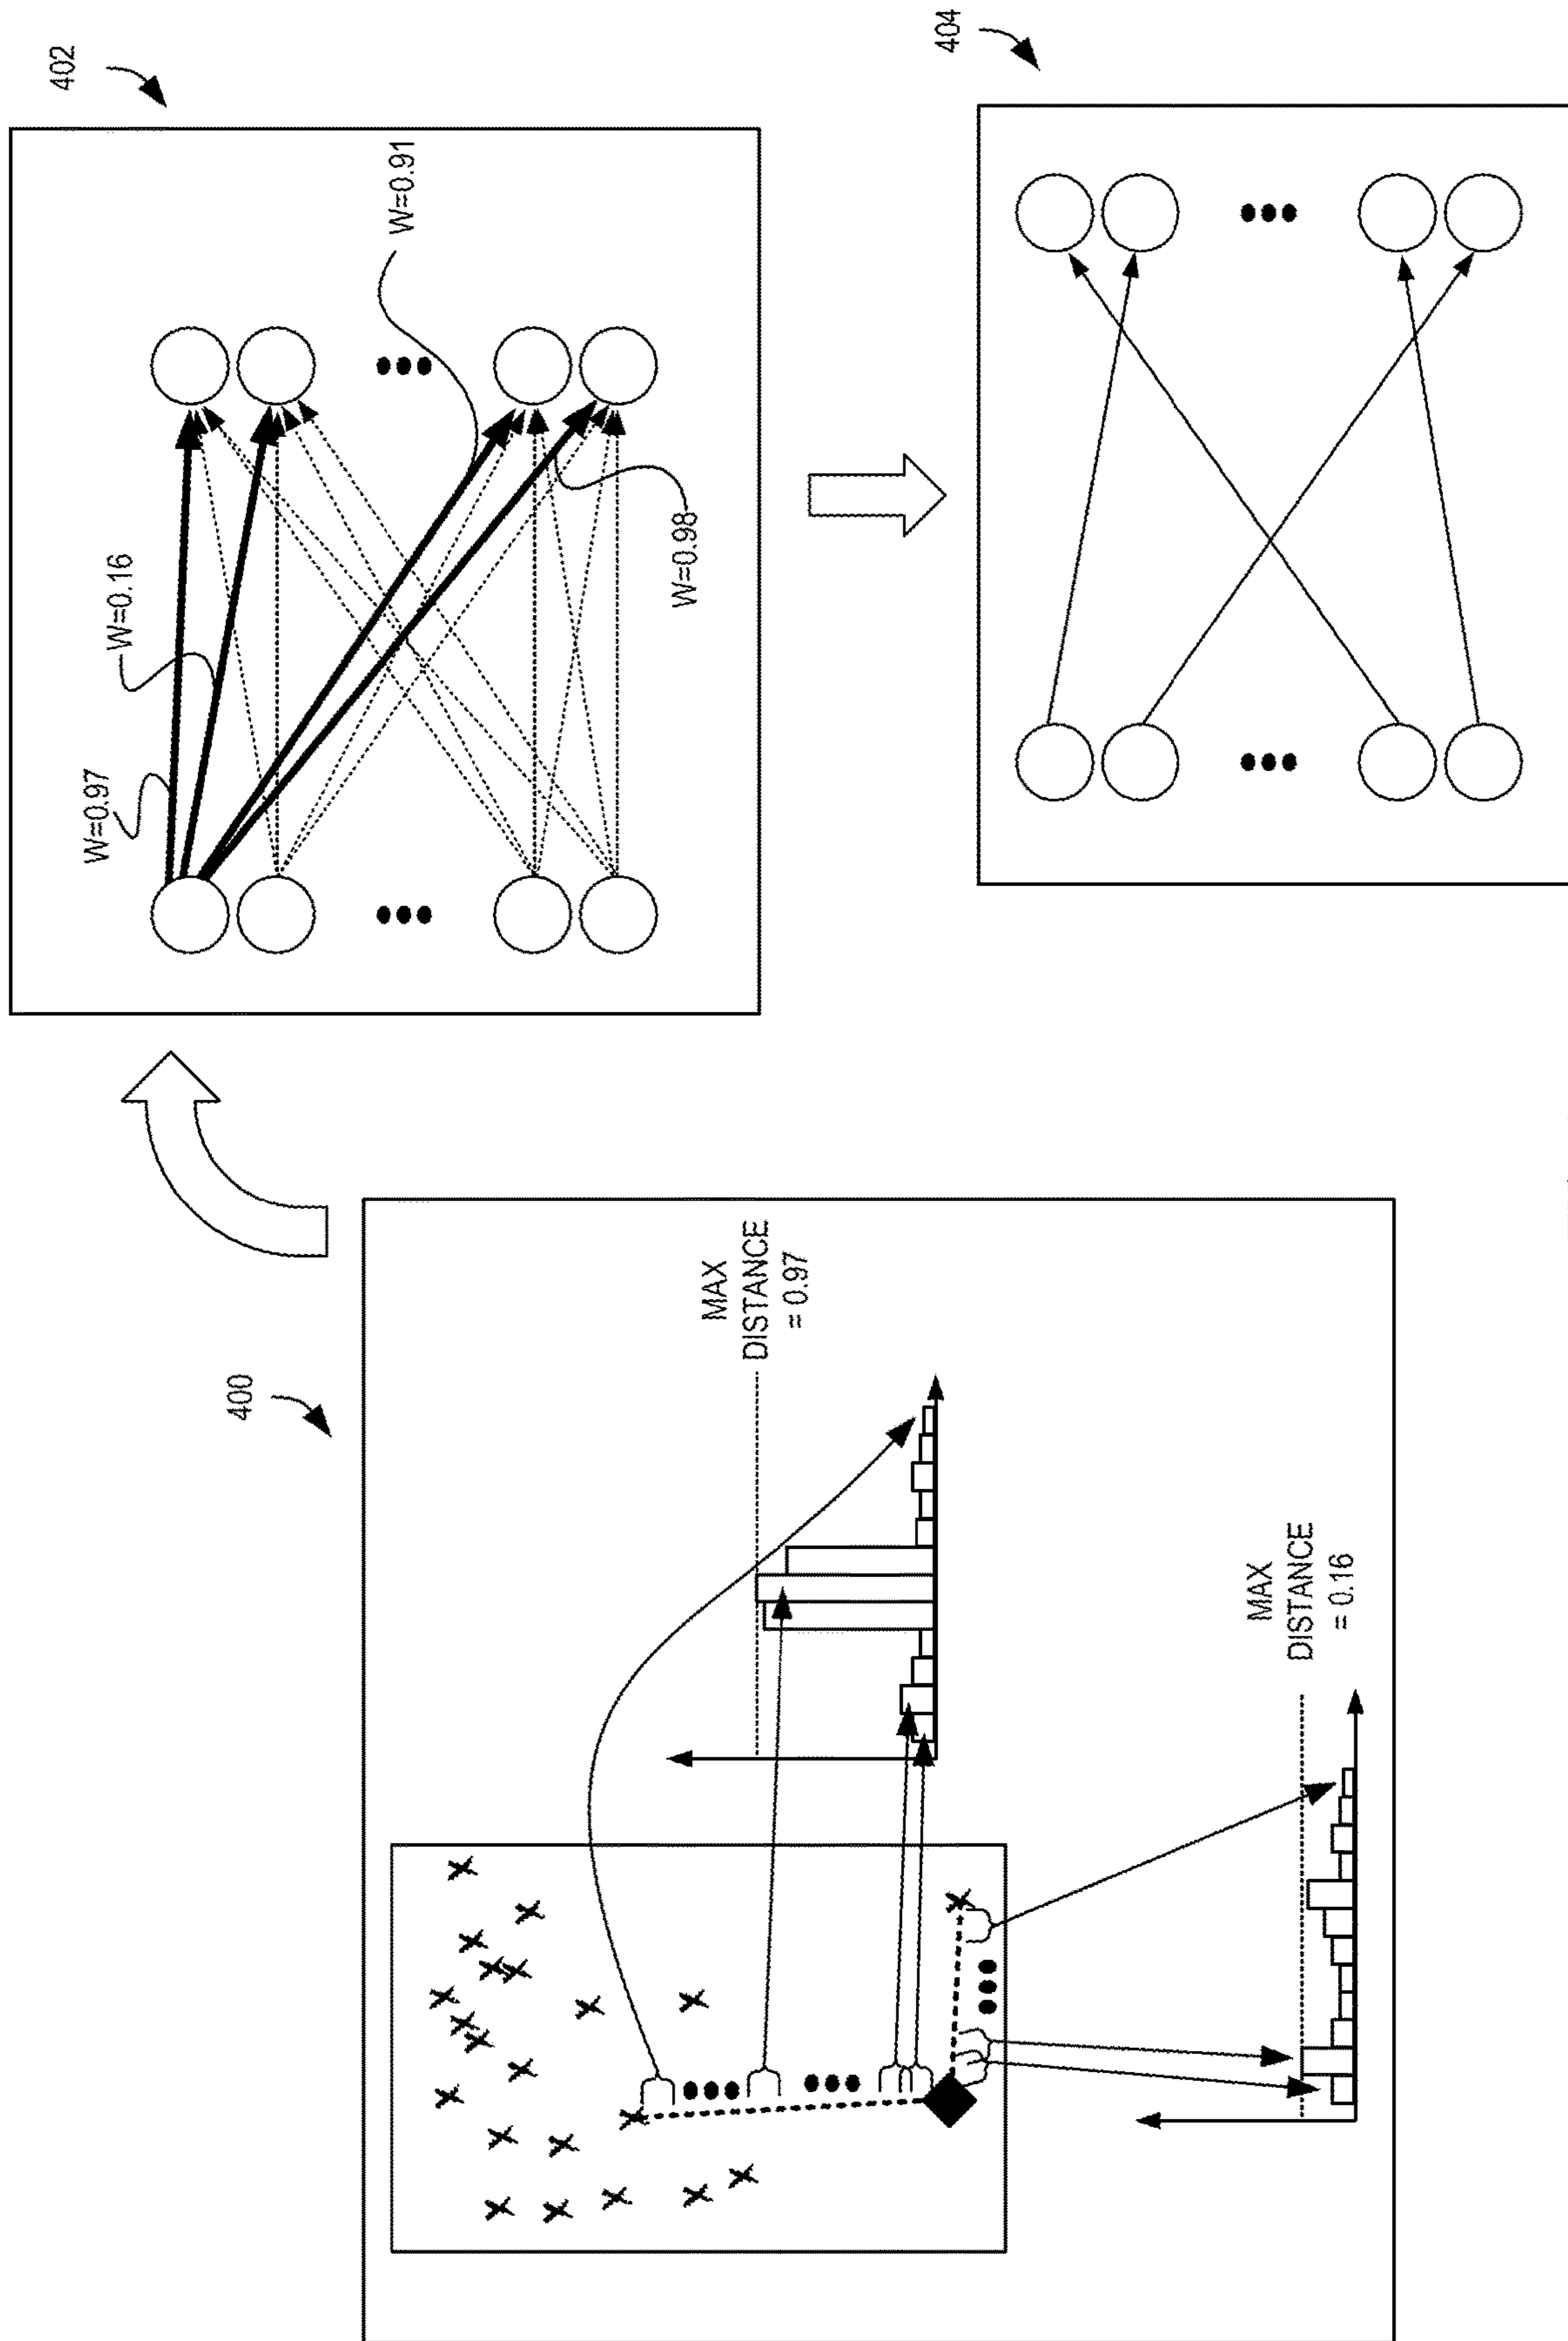 400
MAX
DISTANCE
= 0.97
MAX
DISTANCE
= 0.16
402
W=0.97
W=0.16
W=0.91
W=0.98
404